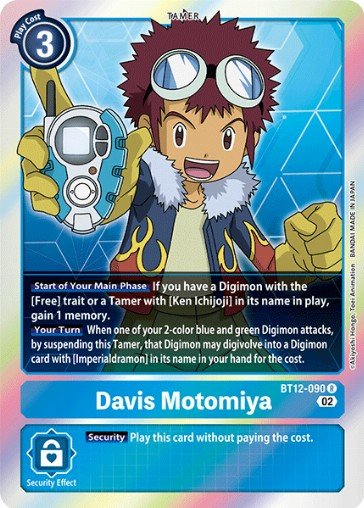 TAMER
Play Cost
3
Start of Your Main Phase If you have a Digimon with the
[Free] trait or a Tamer with [Ken Ichijoji] in its name in play,
gain 1 memory.
Your Turn When one of your 2-color blue and green Digimon attacks,
by suspending this Tamer, that Digimon may digivolve into a Digimon
card with [Imperialdramon] in its name in your hand for the cost.
©Akiyoshi Hongo, Toei Animation BANDAI MADE IN JAPAN
BT12-090 R
Davis Motomiya
02
Security Play this card without paying the cost.
Security Effect